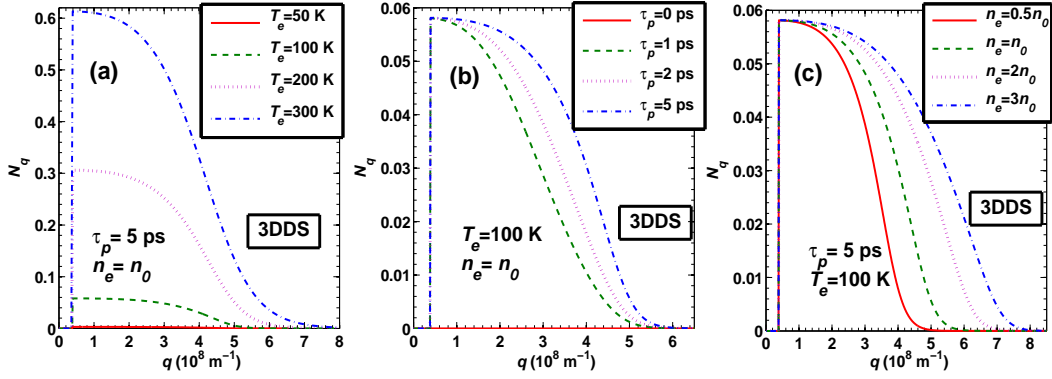 (a)
T_e=50 K
T_e=100 K
T_e=200 K
T_e=300 K
τ_p= 5 ps
n_e= n_0
3DDS
N_q
0.6
0.5
0.4
0.3
0.2
0.1
0
0 1 2 3 4 5 6 7 8
q (10^8 m^−1)
(b)
τ_p=0 ps
τ_p=1 ps
τ_p=2 ps
τ_p=5 ps
T_e=100 K
n_e= n_0
3DDS
N_q
0.06
0.05
0.04
0.03
0.02
0.01
0
0 1 2 3 4 5 6
q (10^8 m^−1)
(c)
n_e=0.5n_0
n_e=n_0
n_e=2n_0
n_e=3n_0
τ_p= 5 ps
T_e=100 K
3DDS
N_q
0.06
0.05
0.04
0.03
0.02
0.01
0
0 1 2 3 4 5 6 7 8
q (10^8 m^−1)